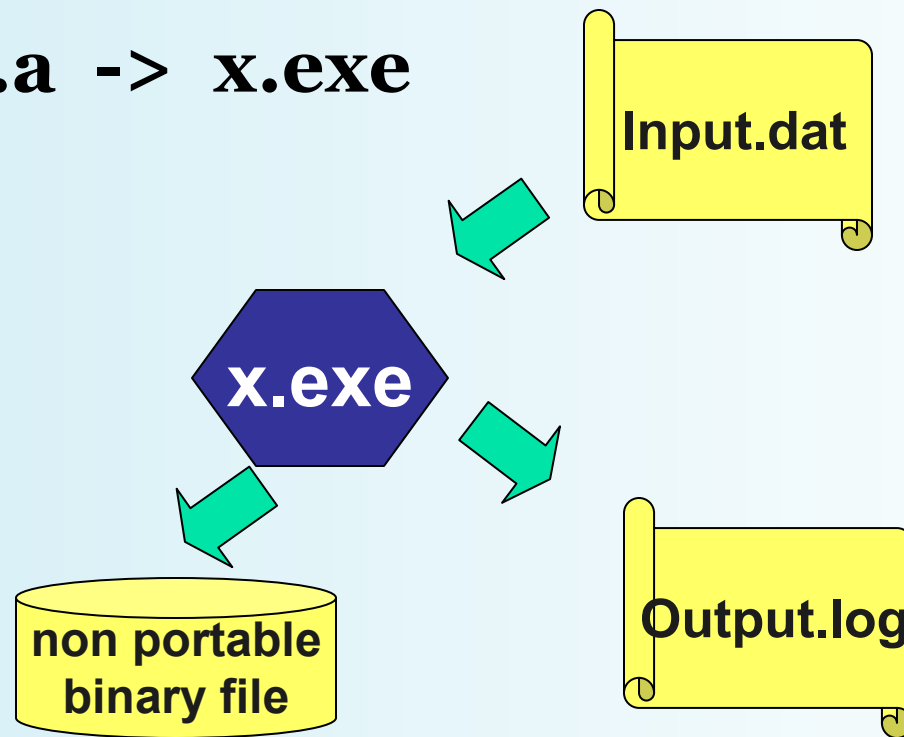 .a -> x.exe
Input.dat
x.exe
non portable
binary file
Output.log